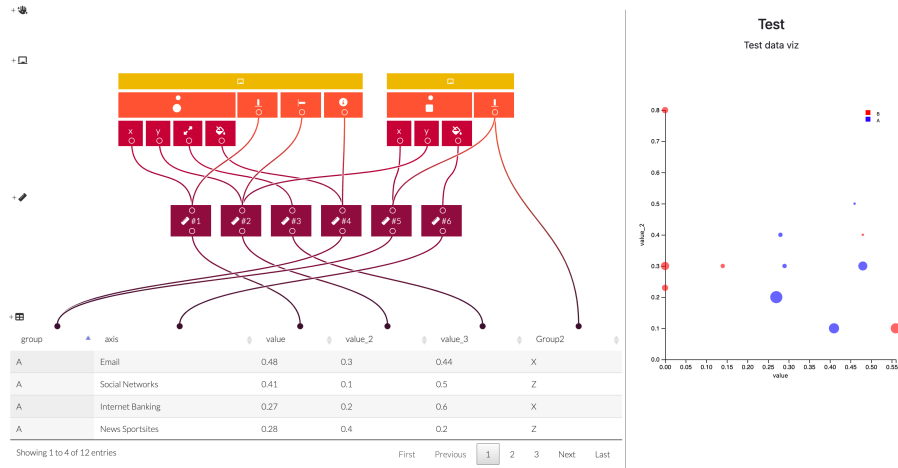 Test
Test data viz
x y
x y
#1 #2 #3 #4 #5 #6
group axis value value_2 value_3 Group2
A Email 0.48 0.3 0.44 X
A Social Networks 0.41 0.1 0.5 Z
A Internet Banking 0.27 0.2 0.6 X
A News Sportsites 0.28 0.4 0.2 Z
Showing 1 to 4 of 12 entries
First Previous 1 2 3 Next Last
B
A
value_2
0.8
0.7
0.6
0.5
0.4
0.3
0.2
0.1
0.0
0.00 0.05 0.10 0.15 0.20 0.25 0.30 0.35 0.40 0.45 0.50 0.55
value